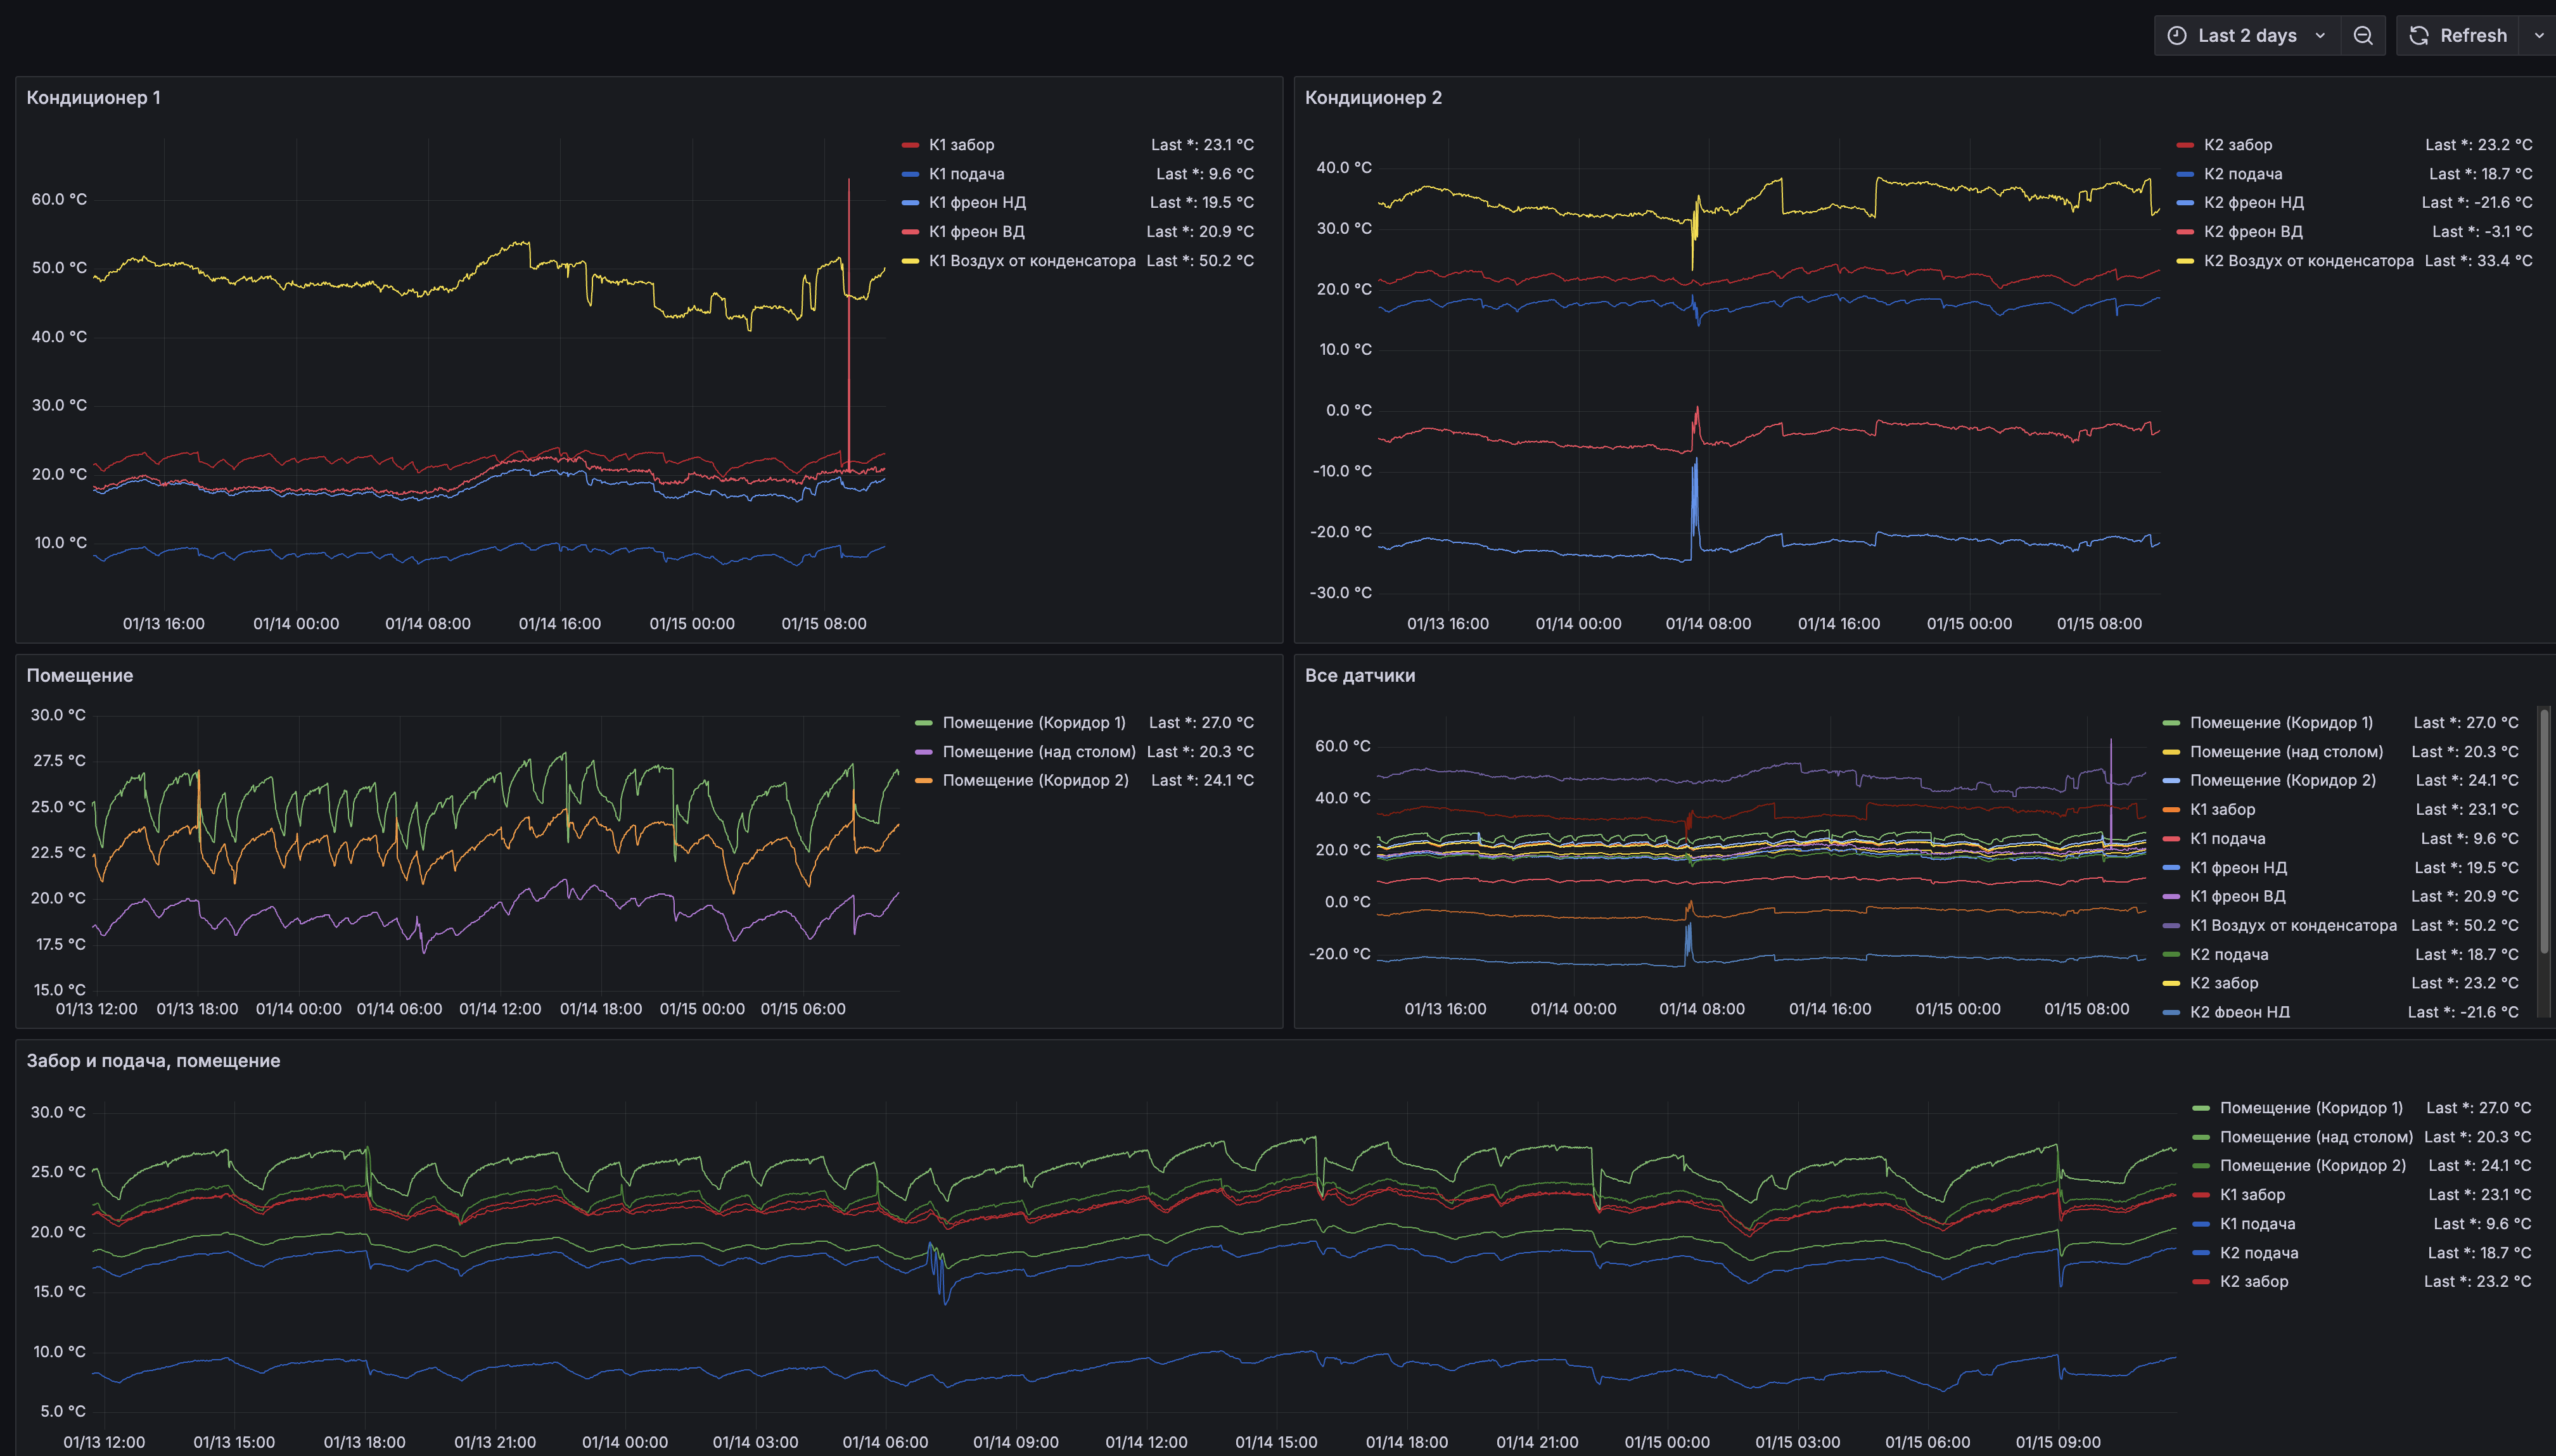 Last 2 days
Refresh
Кондиционер 1
60.0 °C
50.0 °C
40.0 °C
30.0 °C
20.0 °C
10.0 °C
01/13 16:00 01/14 00:00 01/14 08:00 01/14 16:00 01/15 00:00 01/15 08:00
К1 забор Last *: 23.1 °C
К1 подача Last *: 9.6 °C
К1 фреон НД Last *: 19.5 °C
К1 фреон ВД Last *: 20.9 °C
К1 Воздух от конденсатора Last *: 50.2 °C
Кондиционер 2
40.0 °C
30.0 °C
20.0 °C
10.0 °C
0.0 °C
-10.0 °C
-20.0 °C
-30.0 °C
01/13 16:00 01/14 00:00 01/14 08:00 01/14 16:00 01/15 00:00 01/15 08:00
К2 забор Last *: 23.2 °C
К2 подача Last *: 18.7 °C
К2 фреон НД Last *: -21.6 °C
К2 фреон ВД Last *: -3.1 °C
К2 Воздух от конденсатора Last *: 33.4 °C
Помещение
30.0 °C
27.5 °C
25.0 °C
22.5 °C
20.0 °C
17.5 °C
15.0 °C
01/13 12:00 01/13 18:00 01/14 00:00 01/14 06:00 01/14 12:00 01/14 18:00 01/15 00:00 01/15 06:00
Помещение (Коридор 1) Last *: 27.0 °C
Помещение (над столом) Last *: 20.3 °C
Помещение (Коридор 2) Last *: 24.1 °C
Все датчики
60.0 °C
40.0 °C
20.0 °C
0.0 °C
-20.0 °C
01/13 16:00 01/14 00:00 01/14 08:00 01/14 16:00 01/15 00:00 01/15 08:00
Помещение (Коридор 1) Last *: 27.0 °C
Помещение (над столом) Last *: 20.3 °C
Помещение (Коридор 2) Last *: 24.1 °C
К1 забор Last *: 23.1 °C
К1 подача Last *: 9.6 °C
К1 фреон НД Last *: 19.5 °C
К1 фреон ВД Last *: 20.9 °C
К1 Воздух от конденсатора Last *: 50.2 °C
К2 подача Last *: 18.7 °C
К2 забор Last *: 23.2 °C
К2 фреон НД Last *: -21.6 °C
Забор и подача, помещение
30.0 °C
25.0 °C
20.0 °C
15.0 °C
10.0 °C
5.0 °C
01/13 12:00 01/13 15:00 01/13 18:00 01/13 21:00 01/14 00:00 01/14 03:00 01/14 06:00 01/14 09:00 01/14 12:00 01/14 15:00 01/14 18:00 01/14 21:00 01/15 00:00 01/15 03:00 01/15 06:00 01/15 09:00
Помещение (Коридор 1) Last *: 27.0 °C
Помещение (над столом) Last *: 20.3 °C
Помещение (Коридор 2) Last *: 24.1 °C
К1 забор Last *: 23.1 °C
К1 подача Last *: 9.6 °C
К2 подача Last *: 18.7 °C
К2 забор Last *: 23.2 °C